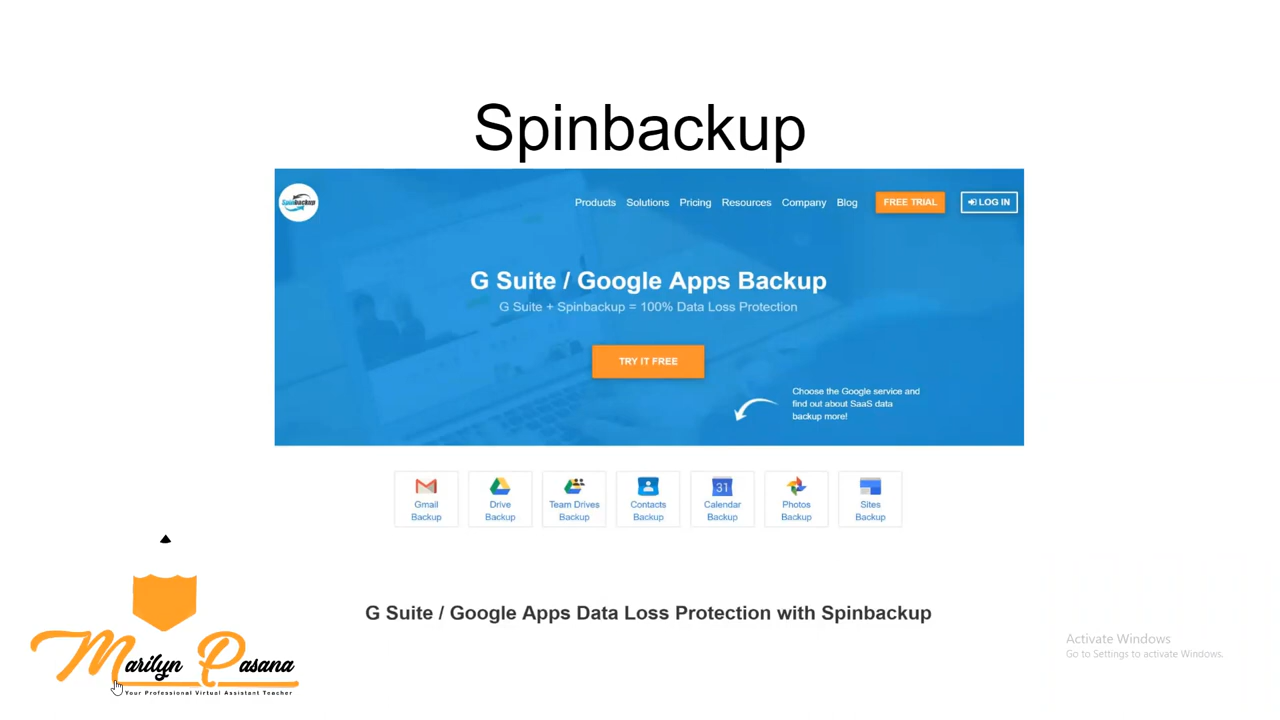 Spinbackup
Spinbackup
Products Solutions Pricing Resources Company Blog FREE TRIAL LOG IN
G Suite / Google Apps Backup
G Suite + Spinbackup = 100% Data Loss Protection
TRY IT FREE
Choose the Google service and
find out about SaaS data
backup more!
31
Gmail
Backup
Drive
Backup
Team Drives
Backup
Contacts
Backup
Calendar
Backup
Photos
Backup
Sites
Backup
G Suite / Google Apps Data Loss Protection with Spinbackup
Marilyn Pasana
Your Professional Virtual Assistant Teacher
Activate Windows
Go to Settings to activate Windows.